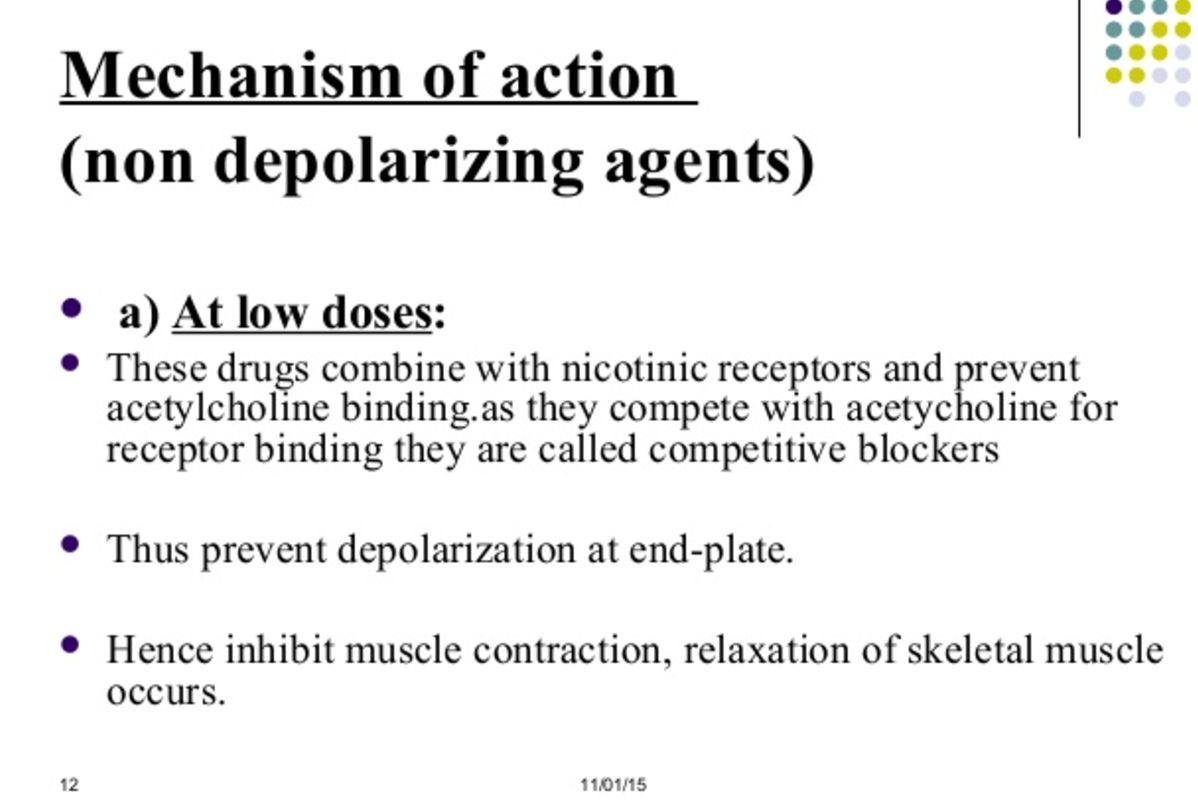 Mechanism of action
(non depolarizing agents)
a) At low doses:
These drugs combine with nicotinic receptors and prevent
acetylcholine binding.as they compete with acetycholine for
receptor binding they are called competitive blockers
Thus prevent depolarization at end-plate.
Hence inhibit muscle contraction, relaxation of skeletal muscle
occurs.
12
11/01/15